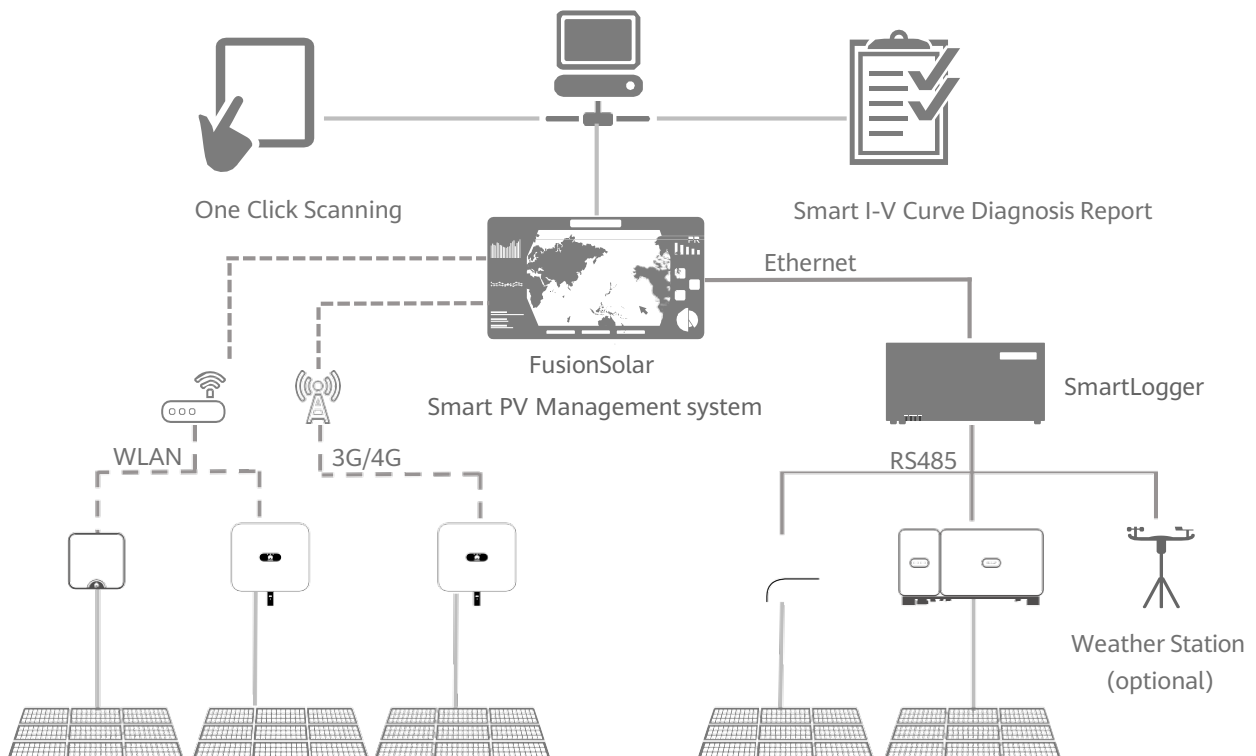 One Click Scanning
Smart I-V Curve Diagnosis Report
Ethernet
FusionSolar
Smart PV Management system
SmartLogger
WLAN
3G/4G
RS485
Weather Station
(optional)